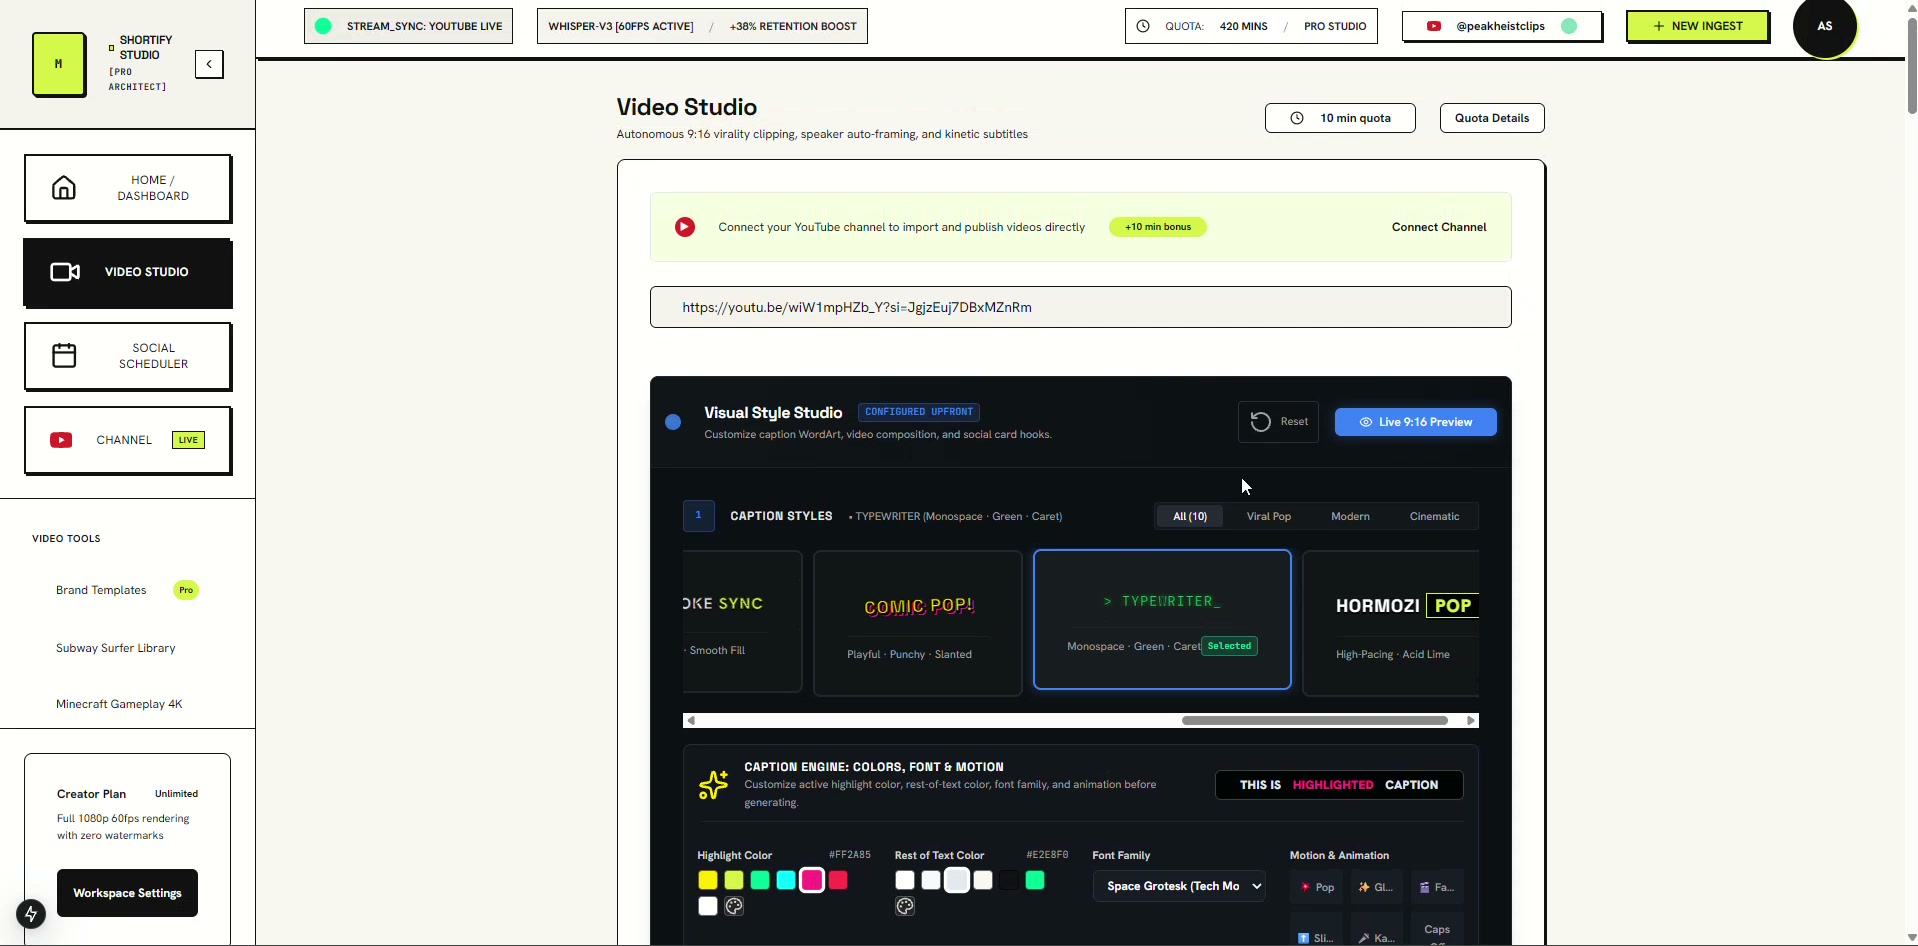 M
SHORTIFY
STUDIO
[PRO
ARCHITECT]
STREAM_SYNC: YOUTUBE LIVE
WHISPER-V3 [60FPS ACTIVE] / +38% RETENTION BOOST
QUOTA: 420 MINS / PRO STUDIO
@peakheistclips
+ NEW INGEST
AS
HOME /
DASHBOARD
VIDEO STUDIO
SOCIAL
SCHEDULER
CHANNEL LIVE
VIDEO TOOLS
Brand Templates Pro
Subway Surfer Library
Minecraft Gameplay 4K
Creator Plan Unlimited
Full 1080p 60fps rendering
with zero watermarks
Workspace Settings
Video Studio
Autonomous 9:16 virality clipping, speaker auto-framing, and kinetic subtitles
10 min quota
Quota Details
Connect your YouTube channel to import and publish videos directly +10 min bonus Connect Channel
https://youtu.be/wiW1mpHZb_Y?si=JgjzEuj7DBxMZnRm
Visual Style Studio CONFIGURED UPFRONT
Customize caption WordArt, video composition, and social card hooks.
Reset
Live 9:16 Preview
1 CAPTION STYLES • TYPEWRITER (Monospace · Green · Caret)
All (10) Viral Pop Modern Cinematic
OKE SYNC
· Smooth Fill
COMIC POP!
Playful · Punchy · Slanted
> TYPEWRITER_
Monospace · Green · Caret Selected
HORMOZI POP
High-Pacing · Acid Lime
CAPTION ENGINE: COLORS, FONT & MOTION
Customize active highlight color, rest-of-text color, font family, and animation before
generating.
THIS IS HIGHLIGHTED CAPTION
Highlight Color #FF2A85
Rest of Text Color #E2E8F0
Font Family
Space Grotesk (Tech Mo
Motion & Animation
Pop Gl... Fa...
Sli... Ka... Caps